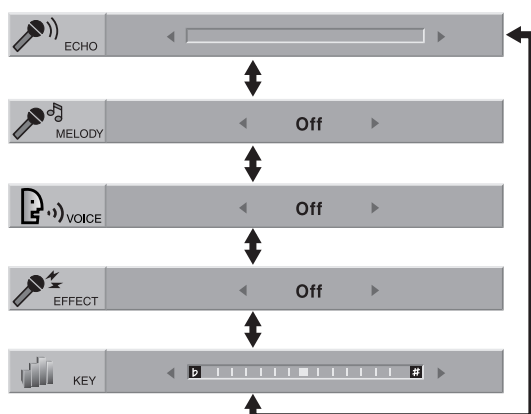 ECHO
MELODY Off
VOICE Off
EFFECT Off
KEY ♭ #